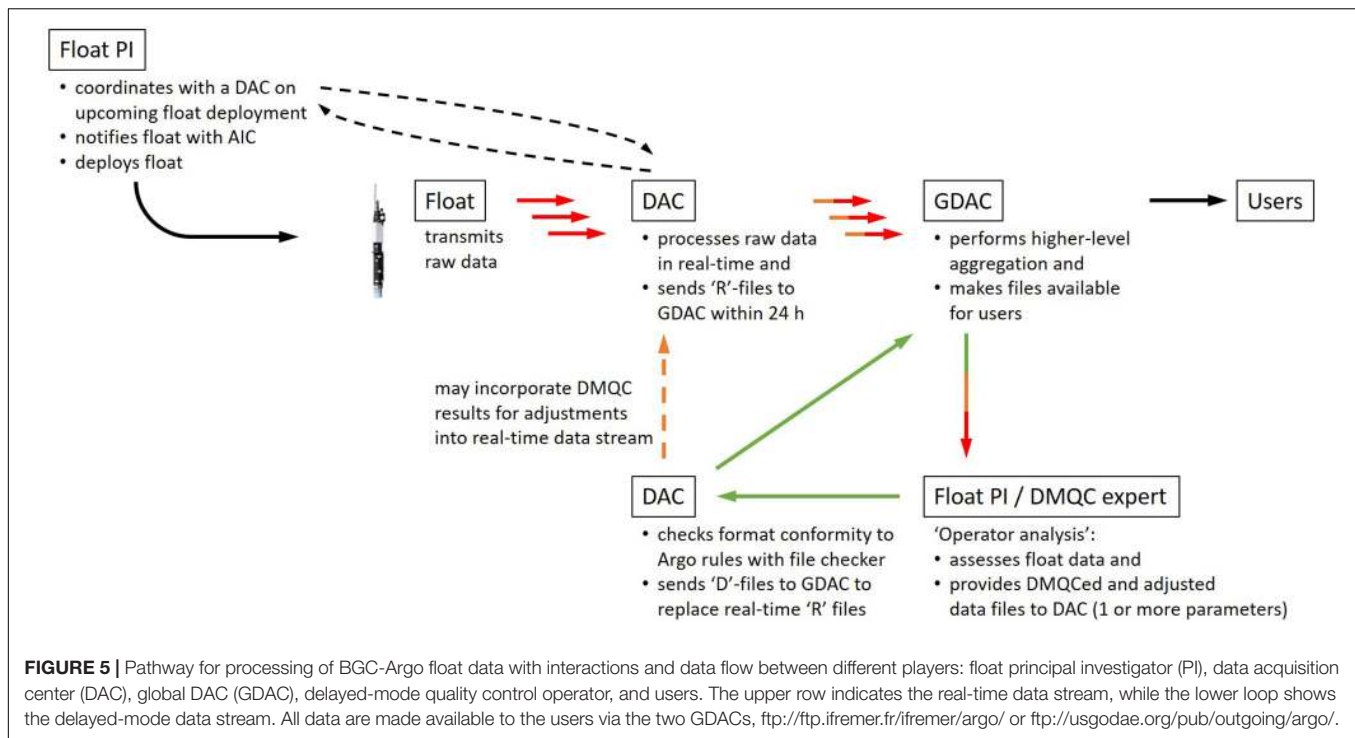 Float PI
• coordinates with a DAC on
upcoming float deployment
• notifies float with AIC
• deploys float
Float
transmits
raw data
DAC
• processes raw data
in real-time and
• sends ‘R’-files to
GDAC within 24 h
GDAC
• performs higher-level
aggregation and
• makes files available
for users
Users
may incorporate DMQC
results for adjustments
into real-time data stream
DAC
• checks format conformity to
Argo rules with file checker
• sends ‘D’-files to GDAC to
replace real-time ‘R’ files
Float PI / DMQC expert
‘Operator analysis’:
• assesses float data and
• provides DMQCed and adjusted
data files to DAC (1 or more parameters)
FIGURE 5 | Pathway for processing of BGC-Argo float data with interactions and data flow between different players: float principal investigator (PI), data acquisition
center (DAC), global DAC (GDAC), delayed-mode quality control operator, and users. The upper row indicates the real-time data stream, while the lower loop shows
the delayed-mode data stream. All data are made available to the users via the two GDACs, ftp://ftp.ifremer.fr/ifremer/argo/ or ftp://usgodae.org/pub/outgoing/argo/.